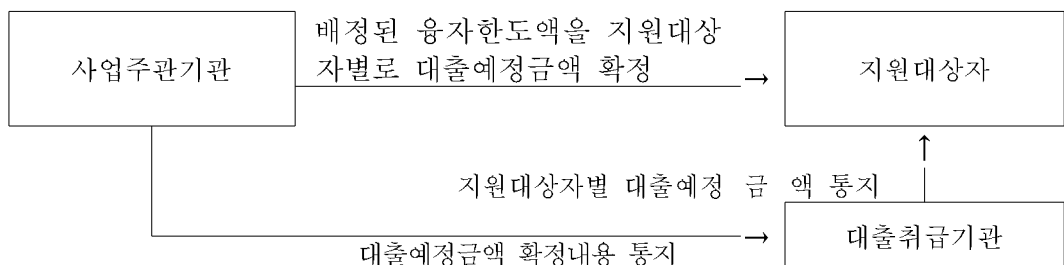 배정된 융자한도액을 지원대상
사업주관기관
자별로 대출예정금액 확정
→
지원대상자
↑
지원대상자별 대출예정 금 액 통지
→
대출취급기관
대출예정금액 확정내용 통지